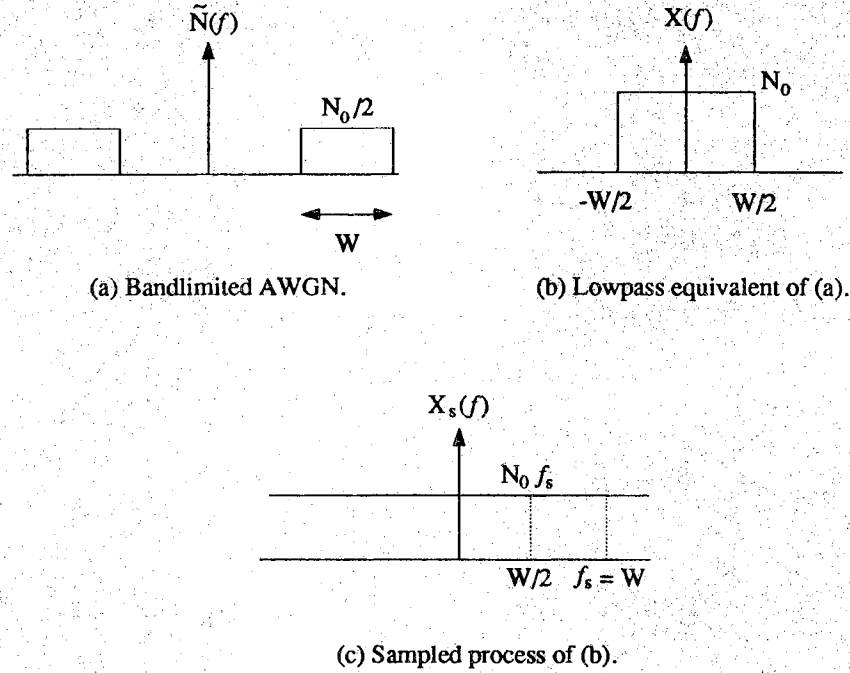 Ñ(f)
N₀/2
W
(a) Bandlimited AWGN.
X(f)
N₀
-W/2 W/2
(b) Lowpass equivalent of (a).
Xₛ(f)
N₀ fₛ
W/2 fₛ = W
(c) Sampled process of (b).